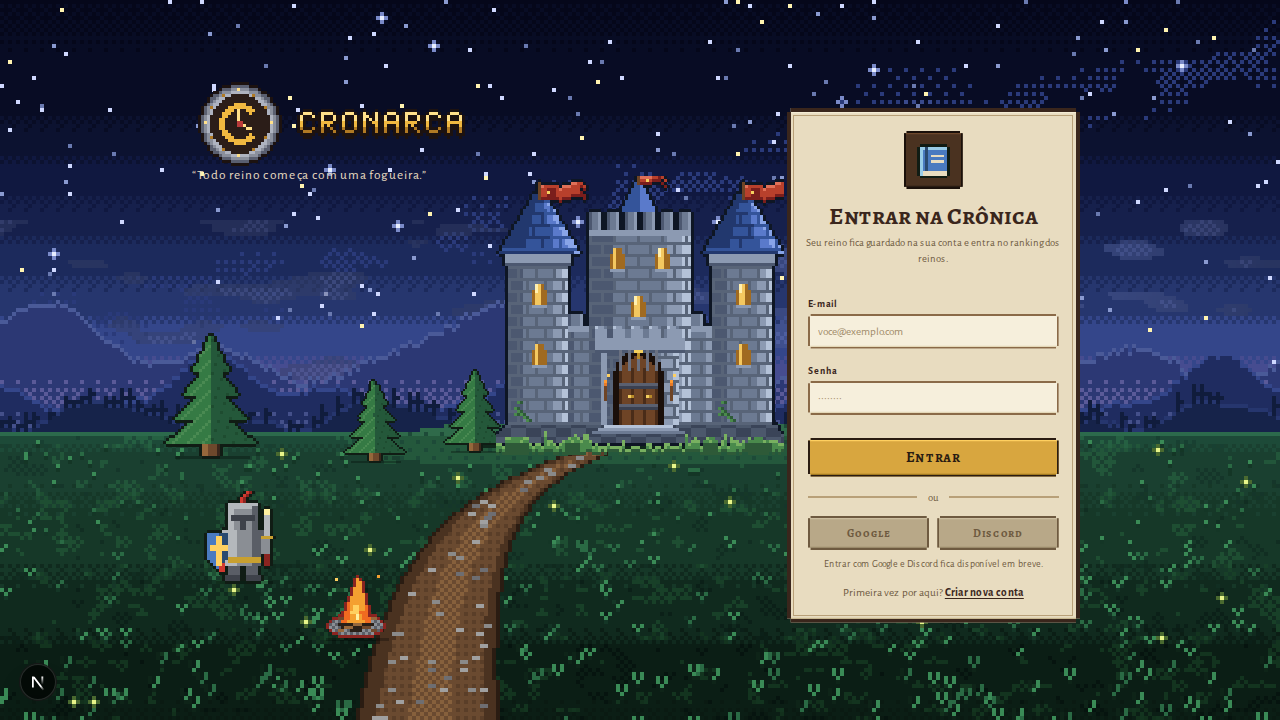 CRONARCA
"Todo reino começa com uma fogueira."
Entrar na Crônica
Seu reino fica guardado na sua conta e entra no ranking dos
reinos.
E-mail
voce@exemplo.com
Senha
········
Entrar
ou
Google
Discord
Entrar com Google e Discord fica disponível em breve.
Primeira vez por aqui? Criar nova conta
N